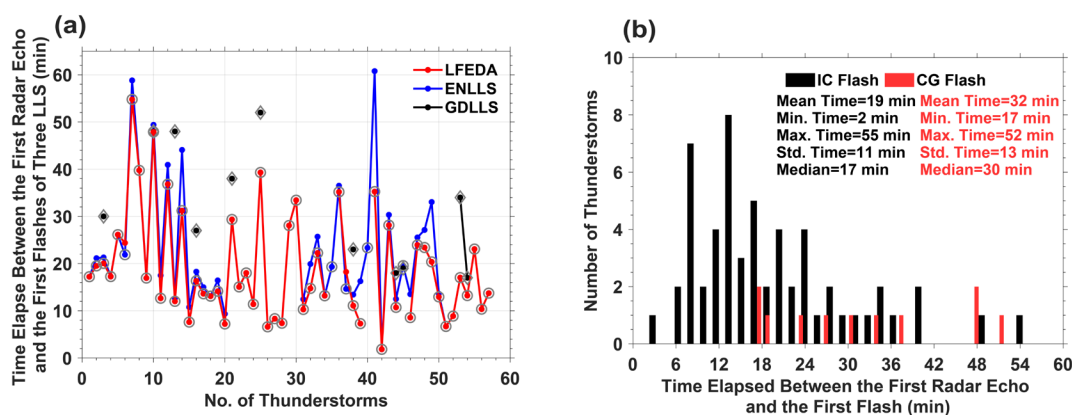 (a)
Time Elapse Between the First Radar Echo
and the First Flashes of Three LLS (min)
60
50
40
30
20
10
0
LFEDA
ENLLS
GDLLS
0 10 20 30 40 50 60
No. of Thunderstorms
(b)
Number of Thunderstorms
10
8
6
4
2
0
IC Flash CG Flash
Mean Time=19 min Mean Time=32 min
Min. Time=2 min Min. Time=17 min
Max. Time=55 min Max. Time=52 min
Std. Time=11 min Std. Time=13 min
Median=17 min Median=30 min
0 6 12 18 24 30 36 42 48 54 60
Time Elapsed Between the First Radar Echo
and the First Flash (min)